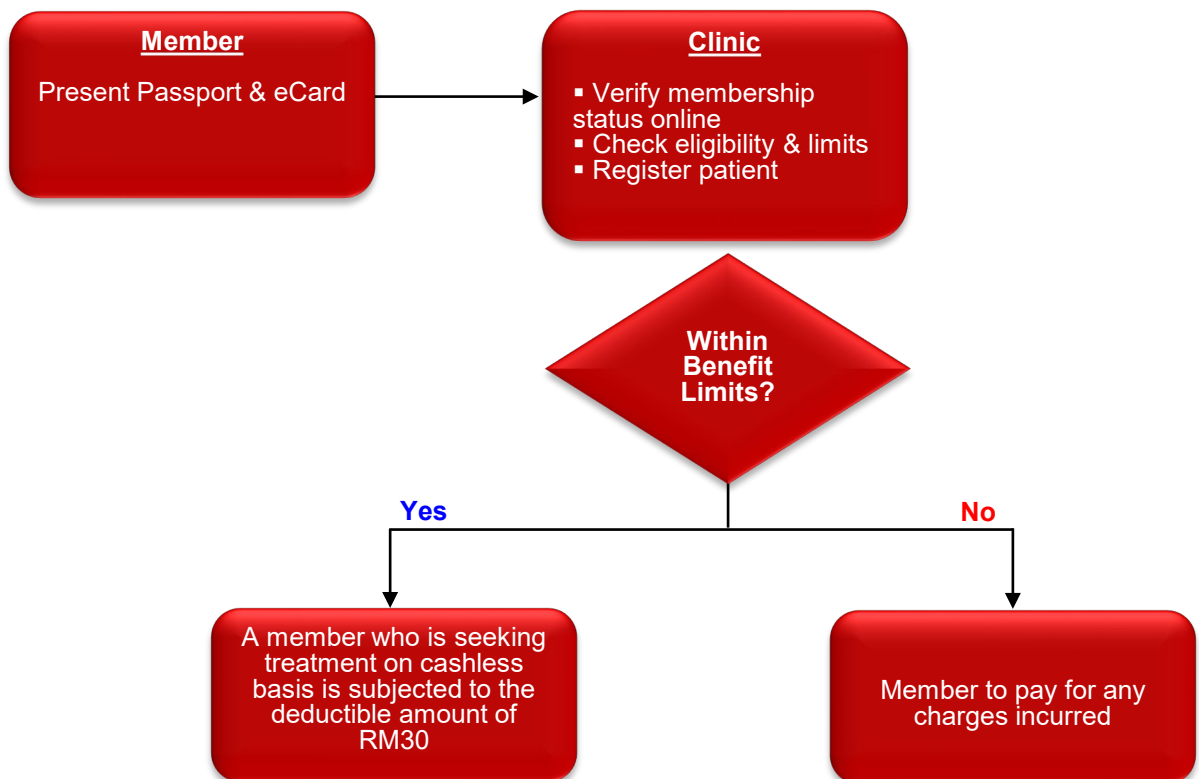 Member
Present Passport & eCard
Clinic
▪ Verify membership
status online
▪ Check eligibility & limits
▪ Register patient
Within
Benefit
Limits?
Yes
No
A member who is seeking
treatment on cashless
basis is subjected to the
deductible amount of
RM30
Member to pay for any
charges incurred